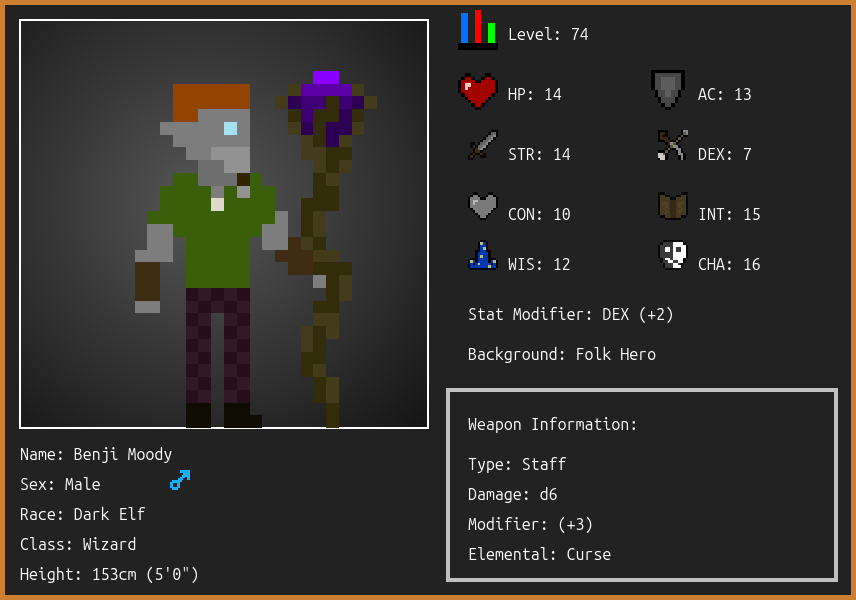 Level: 74
HP: 14
AC: 13
STR: 14
DEX: 7
CON: 10
INT: 15
WIS: 12
CHA: 16
Stat Modifier: DEX (+2)
Background: Folk Hero
Weapon Information:
Type: Staff
Damage: d6
Modifier: (+3)
Elemental: Curse
Name: Benji Moody
Sex: Male
Race: Dark Elf
Class: Wizard
Height: 153cm (5'0")